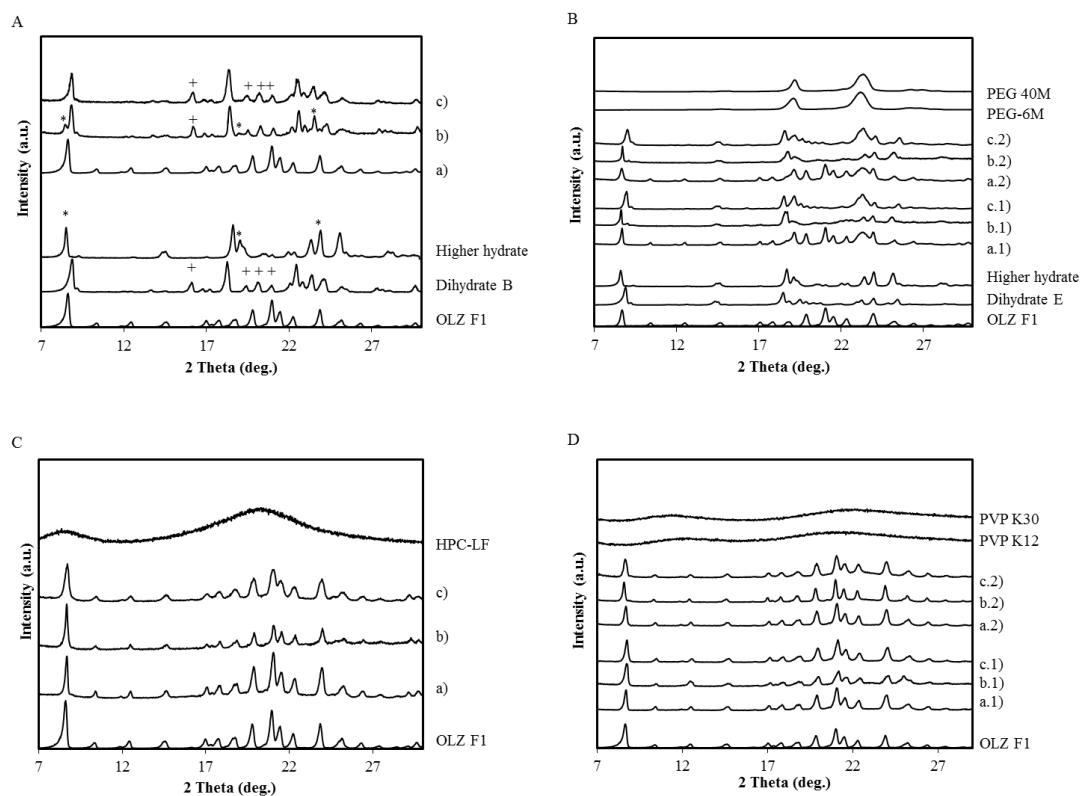 A
Intensity (a.u.)
+ + ++
c)
* + * *
b)
a)
* * *
Higher hydrate
+ + + +
Dihydrate B
OLZ F1
7 12 17 22 27
2 Theta (deg.)
B
Intensity (a.u.)
PEG 40M
PEG-6M
c.2)
b.2)
a.2)
c.1)
b.1)
a.1)
Higher hydrate
Dihydrate E
OLZ F1
7 12 17 22 27
2 Theta (deg.)
C
Intensity (a.u.)
HPC-LF
c)
b)
a)
OLZ F1
7 12 17 22 27
2 Theta (deg.)
D
Intensity (a.u.)
PVP K30
PVP K12
c.2)
b.2)
a.2)
c.1)
b.1)
a.1)
OLZ F1
7 12 17 22 27
2 Theta (deg.)